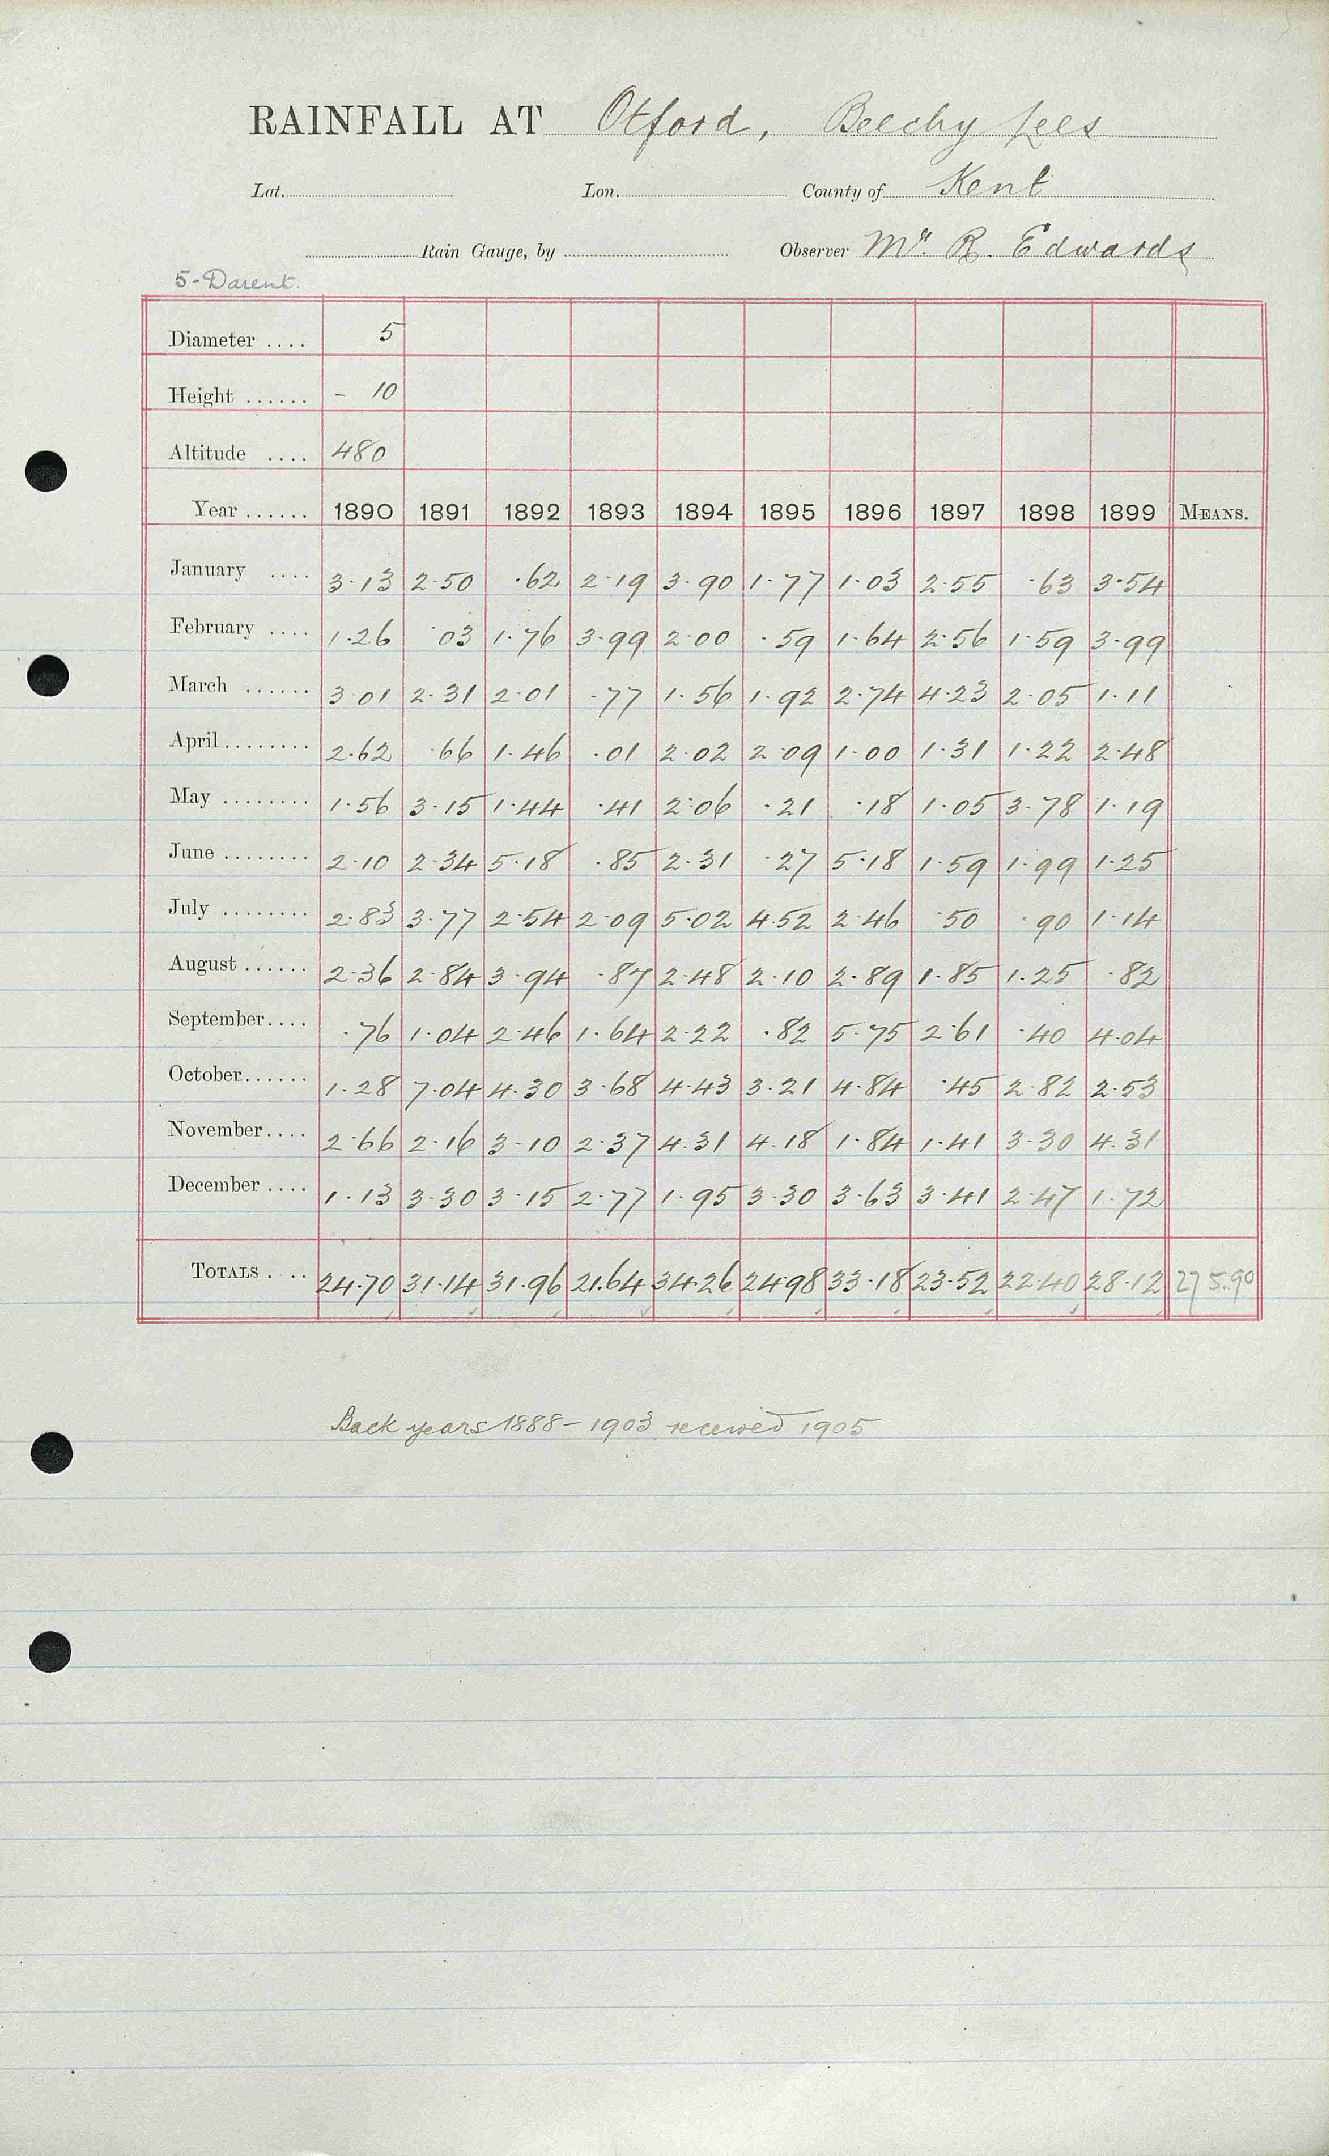 RAINFALL AT Otford, Beechy Lees
Lat. Lon. County of Kent
Rain Gauge, by Observer Mr R. Edwards
5-Darent.
Diameter .... 5
Height ...... - 10
Altitude .... 480
Year ...... 1890 1891 1892 1893 1894 1895 1896 1897 1898 1899 MEANS.
January .... 3.13 2.50 .62 2.19 3.90 1.77 1.03 2.55 .63 3.54
February .... 1.26 .03 1.76 3.99 2.00 .59 1.64 2.56 1.59 3.99
March ...... 3.01 2.31 2.01 .77 1.56 1.92 2.74 4.23 2.05 1.11
April ........ 2.62 .66 1.46 .01 2.02 2.09 1.00 1.31 1.22 2.48
May ........ 1.56 3.15 1.44 .41 2.06 .21 .18 1.05 3.78 1.19
June ........ 2.10 2.34 5.18 .85 2.31 .27 5.18 1.59 1.99 1.25
July ........ 2.83 3.77 2.54 2.09 5.02 4.52 2.46 .50 .90 1.14
August ...... 2.36 2.84 3.94 .87 2.48 2.10 2.89 1.85 1.25 .82
September .... .76 1.04 2.46 1.64 2.22 .82 5.75 2.61 .40 4.04
October ...... 1.28 7.04 4.30 3.68 4.43 3.21 4.84 .45 2.82 2.53
November .... 2.66 2.16 3.10 2.37 4.31 4.18 1.84 1.41 3.30 4.31
December .... 1.13 3.30 3.15 2.77 1.95 3.30 3.63 3.41 2.47 1.72
TOTALS .... 24.70 31.14 31.96 21.64 34.26 24.98 33.18 23.52 22.40 28.12 275.90
Back years 1888-1903 received 1905